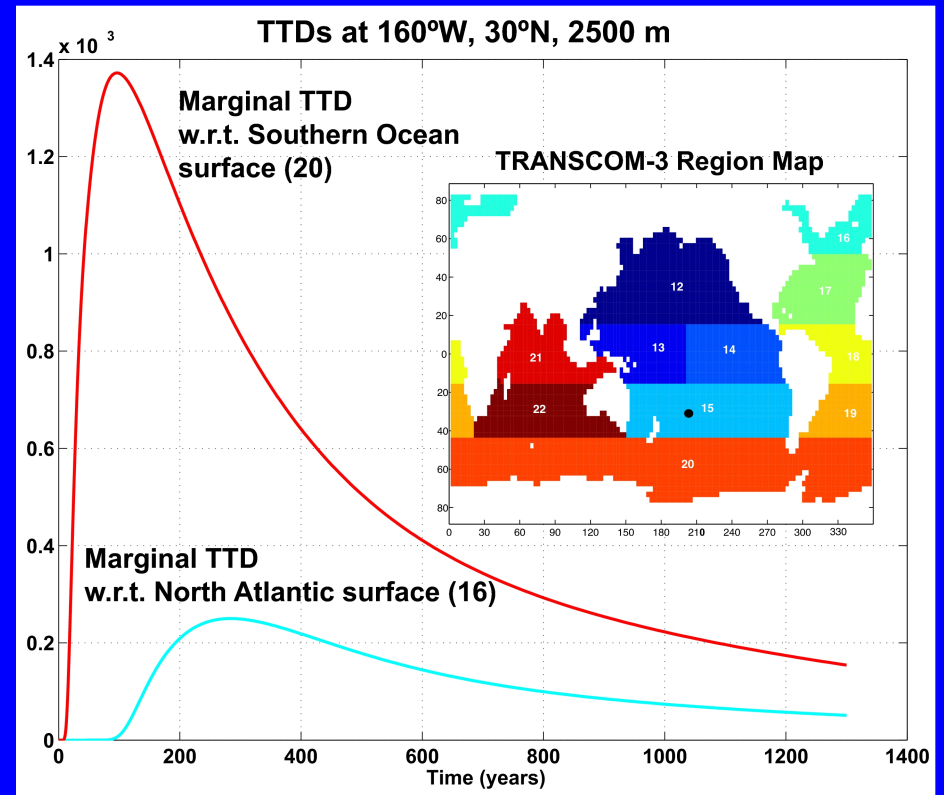 TTDs at 160ºW, 30ºN, 2500 m
x 10 3
1.4
1.2
1
0.8
0.6
0.4
0.2
0
Marginal TTD
w.r.t. Southern Ocean
surface (20)
TRANSCOM-3 Region Map
80
60
40
20
0
20
40
60
80
16
12
17
13
14
21
18
22
15
19
20
0 30 60 90 120 150 180 210 240 270 300 330
Marginal TTD
w.r.t. North Atlantic surface (16)
0 200 400 600 800 1000 1200 1400
Time (years)